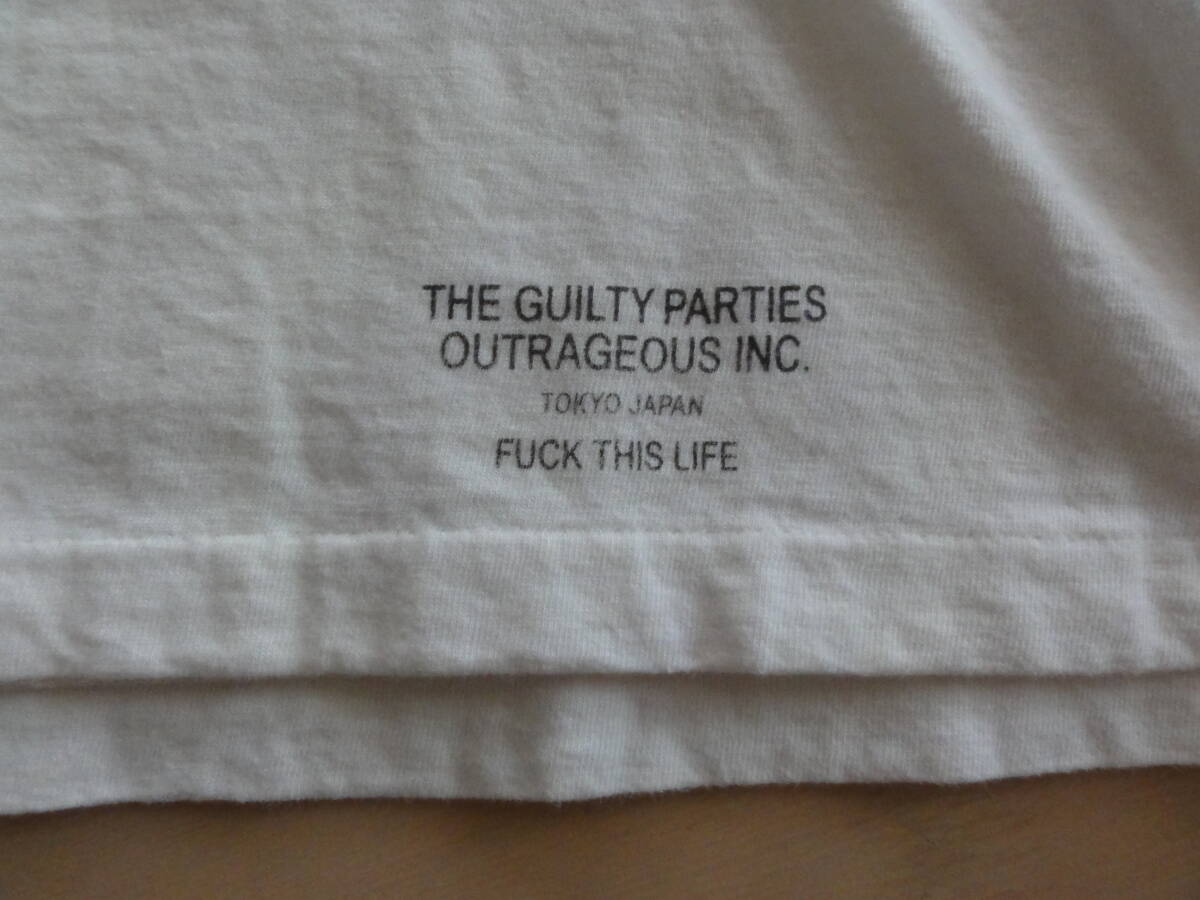 THE GUILTY PARTIES
OUTRAGEOUS INC.
TOKYO JAPAN
FUCK THIS LIFE